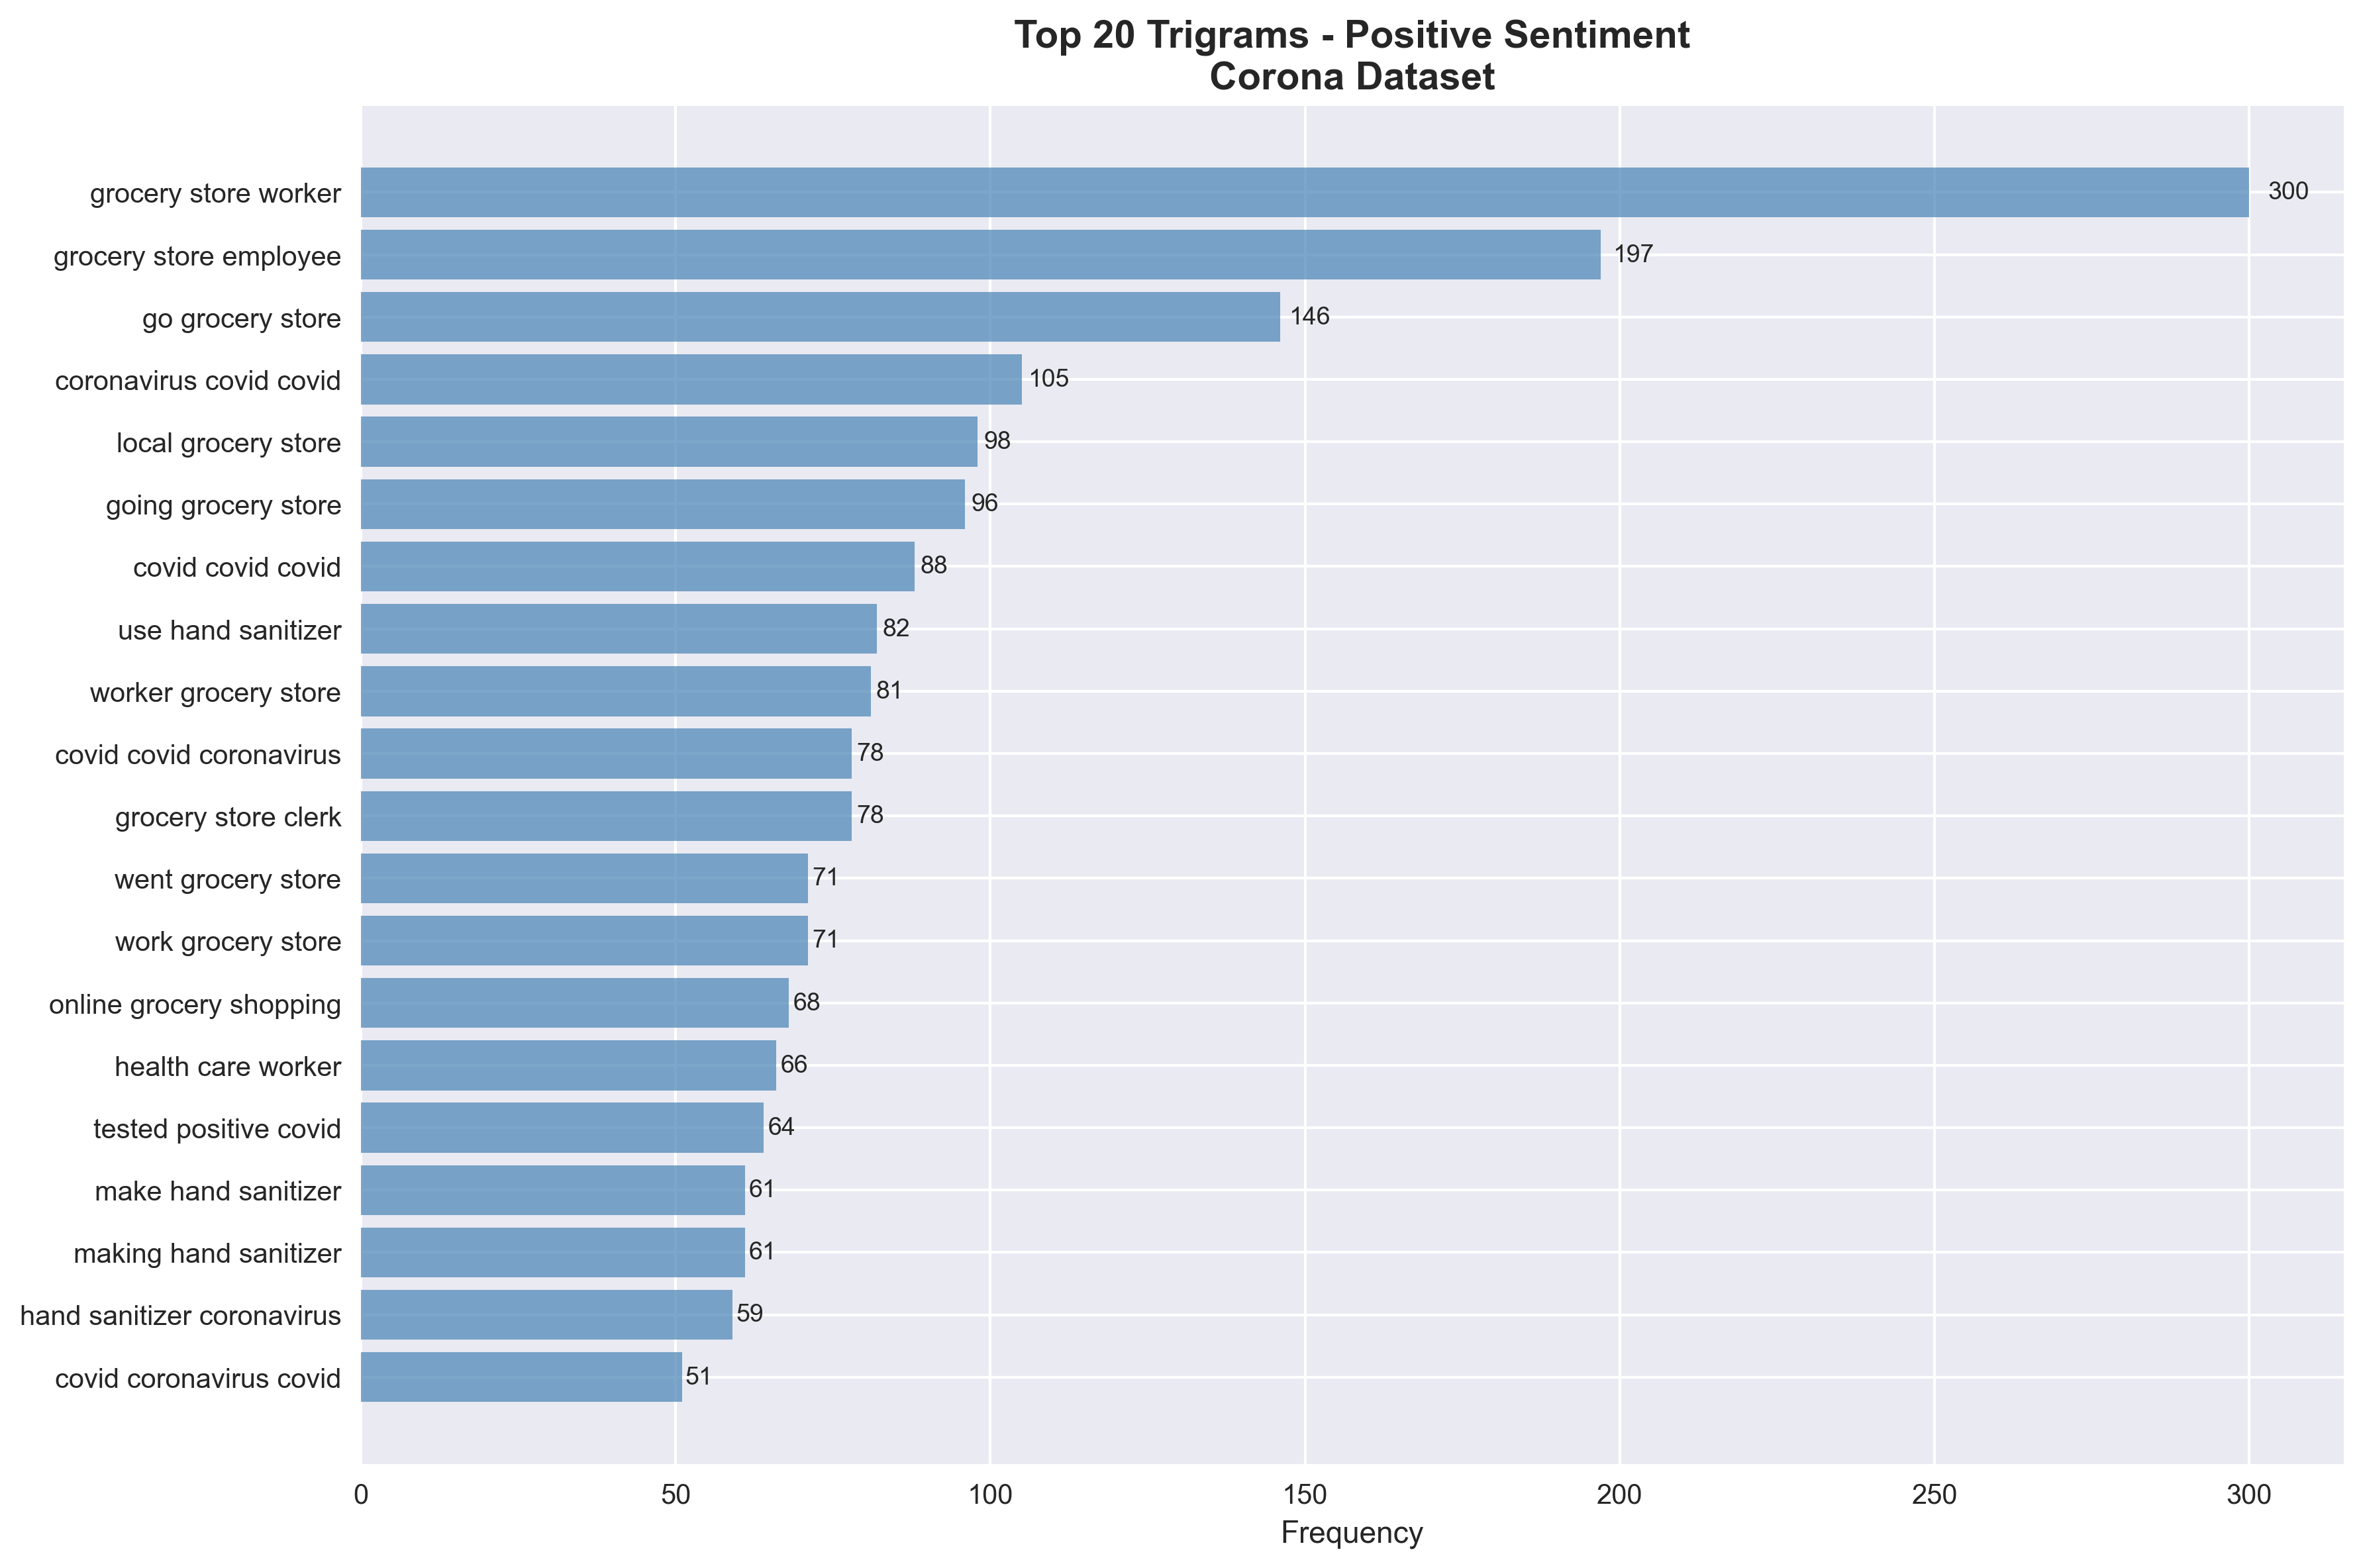 Top 20 Trigrams - Positive Sentiment
Corona Dataset
grocery store worker 300
grocery store employee 197
go grocery store 146
coronavirus covid covid 105
local grocery store 98
going grocery store 96
covid covid covid 88
use hand sanitizer 82
worker grocery store 81
covid covid coronavirus 78
grocery store clerk 78
went grocery store 71
work grocery store 71
online grocery shopping 68
health care worker 66
tested positive covid 64
make hand sanitizer 61
making hand sanitizer 61
hand sanitizer coronavirus 59
covid coronavirus covid 51
0 50 100 150 200 250 300
Frequency